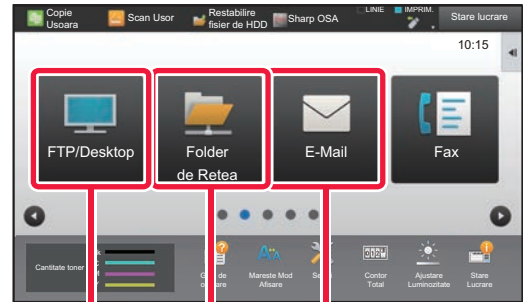 Copie
Usoara
Scan Usor
Restabilire
fisier de HDD
Sharp OSA
LINIE
IMPRIM.
Stare lucrare
10:15
FTP/Desktop
Folder
de Retea
E-Mail
Fax
Cantitate toner
M
Y
Mareste Mod
Afisare
Contor
Total
Ajustare
Luminozitate
Stare
Lucrare